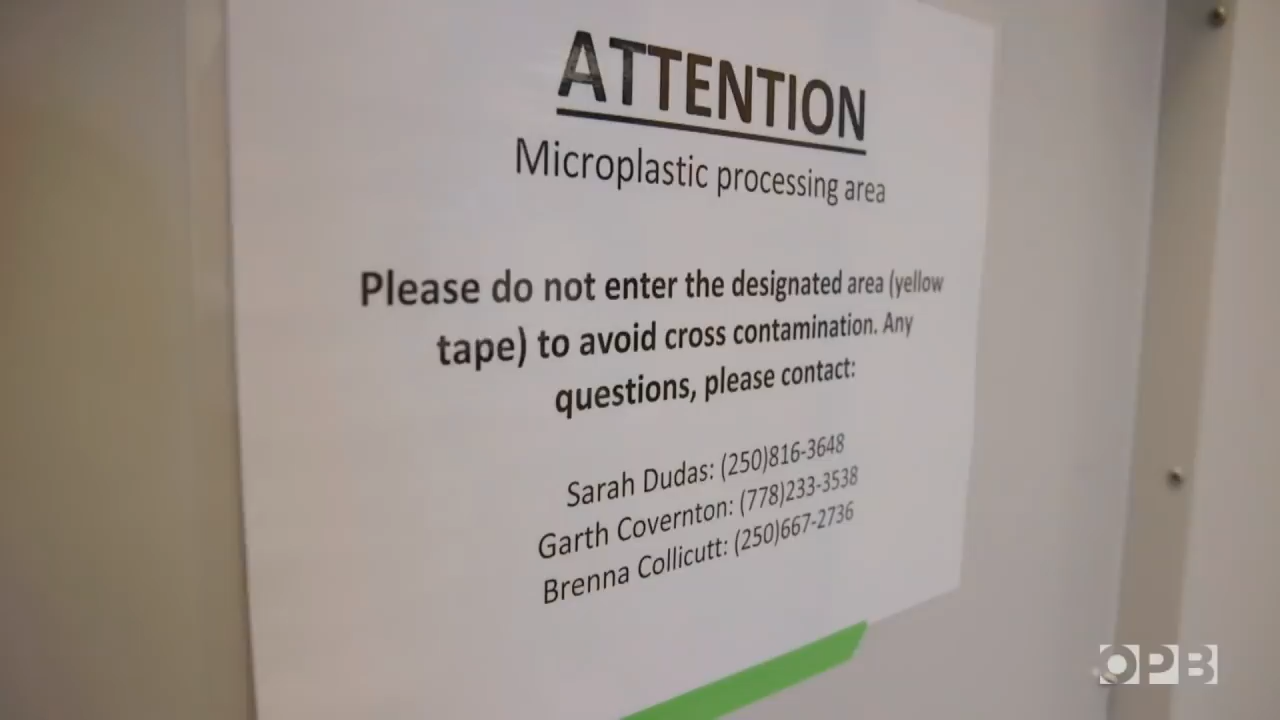 ATTENTION
Microplastic processing area
Please do not enter the designated area (yellow
tape) to avoid cross contamination. Any
questions, please contact:
Sarah Dudas: (250)816-3648
Garth Covernton: (778)233-3538
Brenna Collicutt: (250)667-2736
OPB